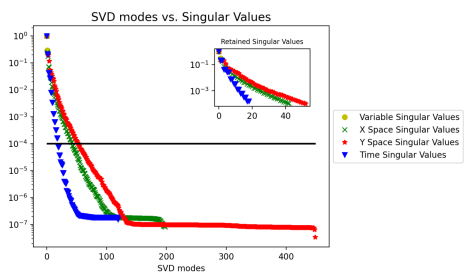 SVD modes vs. Singular Values
Retained Singular Values
10⁰
10⁻¹
10⁻²
10⁻³
10⁻⁴
10⁻⁵
10⁻⁶
10⁻⁷
10⁻¹
10⁻³
0 20 40
0 100 200 300 400
SVD modes
Variable Singular Values
X Space Singular Values
Y Space Singular Values
Time Singular Values